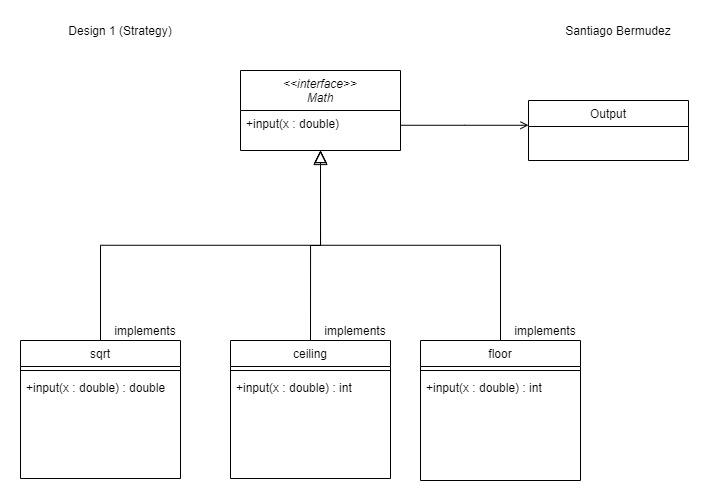 Design 1 (Strategy)
Santiago Bermudez
<<interface>>
Math
+input(x : double)
Output
implements
implements
implements
sqrt
ceiling
floor
+input(x : double) : double
+input(x : double) : int
+input(x : double) : int